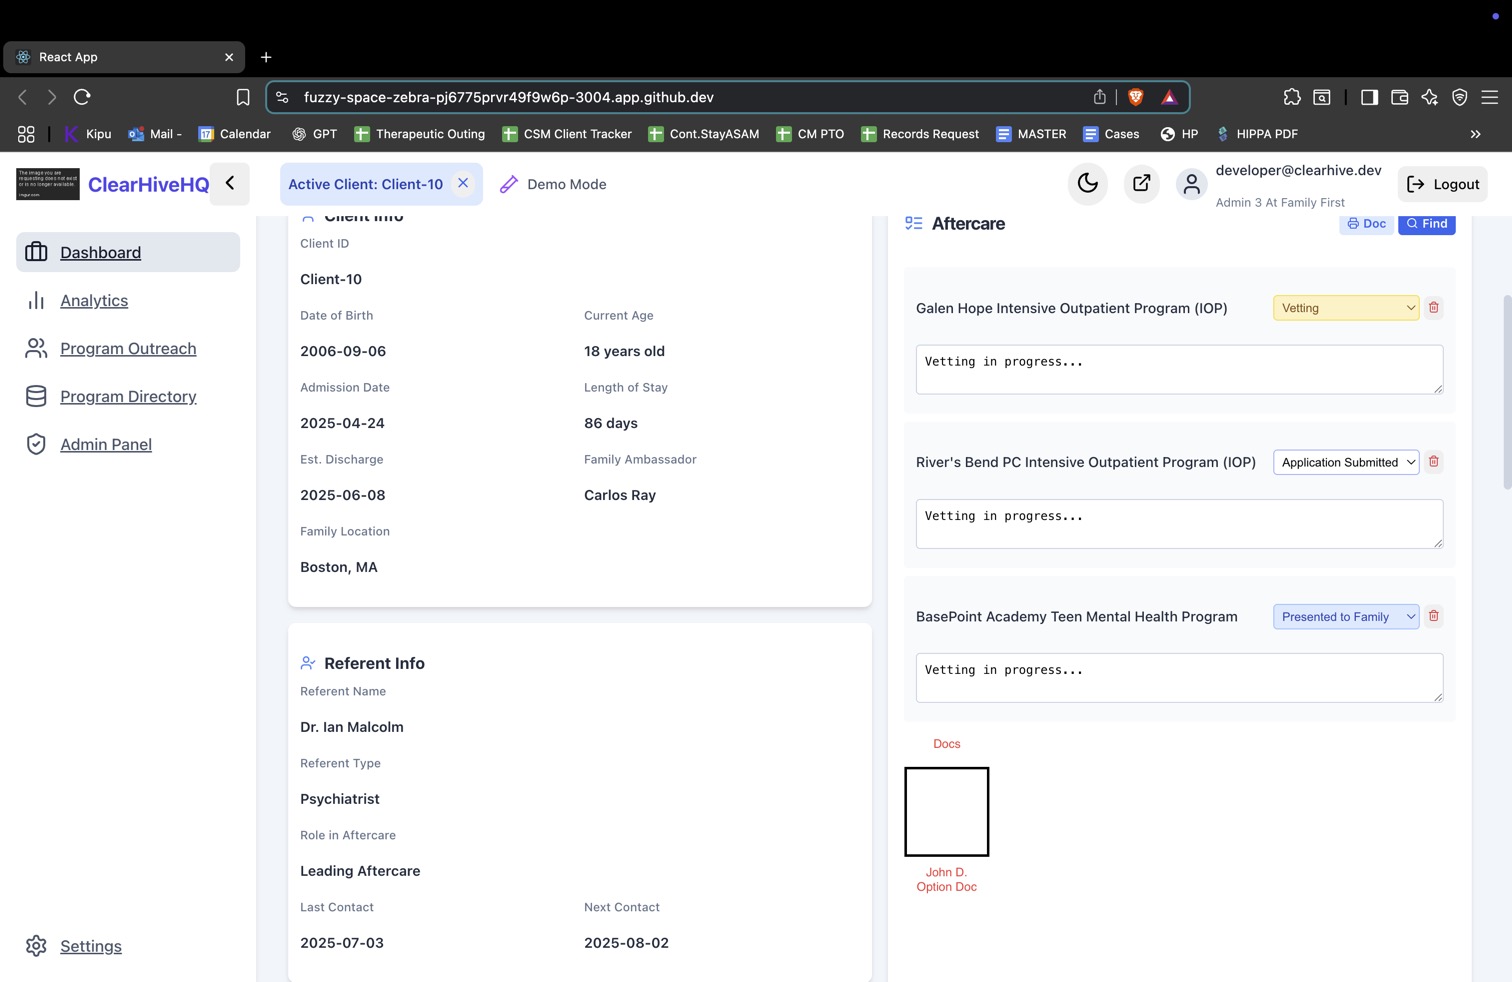 React App
fuzzy-space-zebra-pj6775prvr49f9w6p-3004.app.github.dev
Kipu
Mail -
Calendar
GPT
Therapeutic Outing
CSM Client Tracker
Cont.StayASAM
CM PTO
Records Request
MASTER
Cases
HP
HIPPA PDF
The image you are
requesting does not exist
or is no longer available.
imgur.com
ClearHiveHQ
Active Client: Client-10
Demo Mode
developer@clearhive.dev
Admin 3 At Family First
Logout
Dashboard
Analytics
Program Outreach
Program Directory
Admin Panel
Settings
Client Info
Client ID
Client-10
Date of Birth
Current Age
2006-09-06
18 years old
Admission Date
Length of Stay
2025-04-24
86 days
Est. Discharge
Family Ambassador
2025-06-08
Carlos Ray
Family Location
Boston, MA
Referent Info
Referent Name
Dr. Ian Malcolm
Referent Type
Psychiatrist
Role in Aftercare
Leading Aftercare
Last Contact
Next Contact
2025-07-03
2025-08-02
Aftercare
Doc
Find
Galen Hope Intensive Outpatient Program (IOP)
Vetting
Vetting in progress...
River's Bend PC Intensive Outpatient Program (IOP)
Application Submitted
Vetting in progress...
BasePoint Academy Teen Mental Health Program
Presented to Family
Vetting in progress...
Docs
John D.
Option Doc